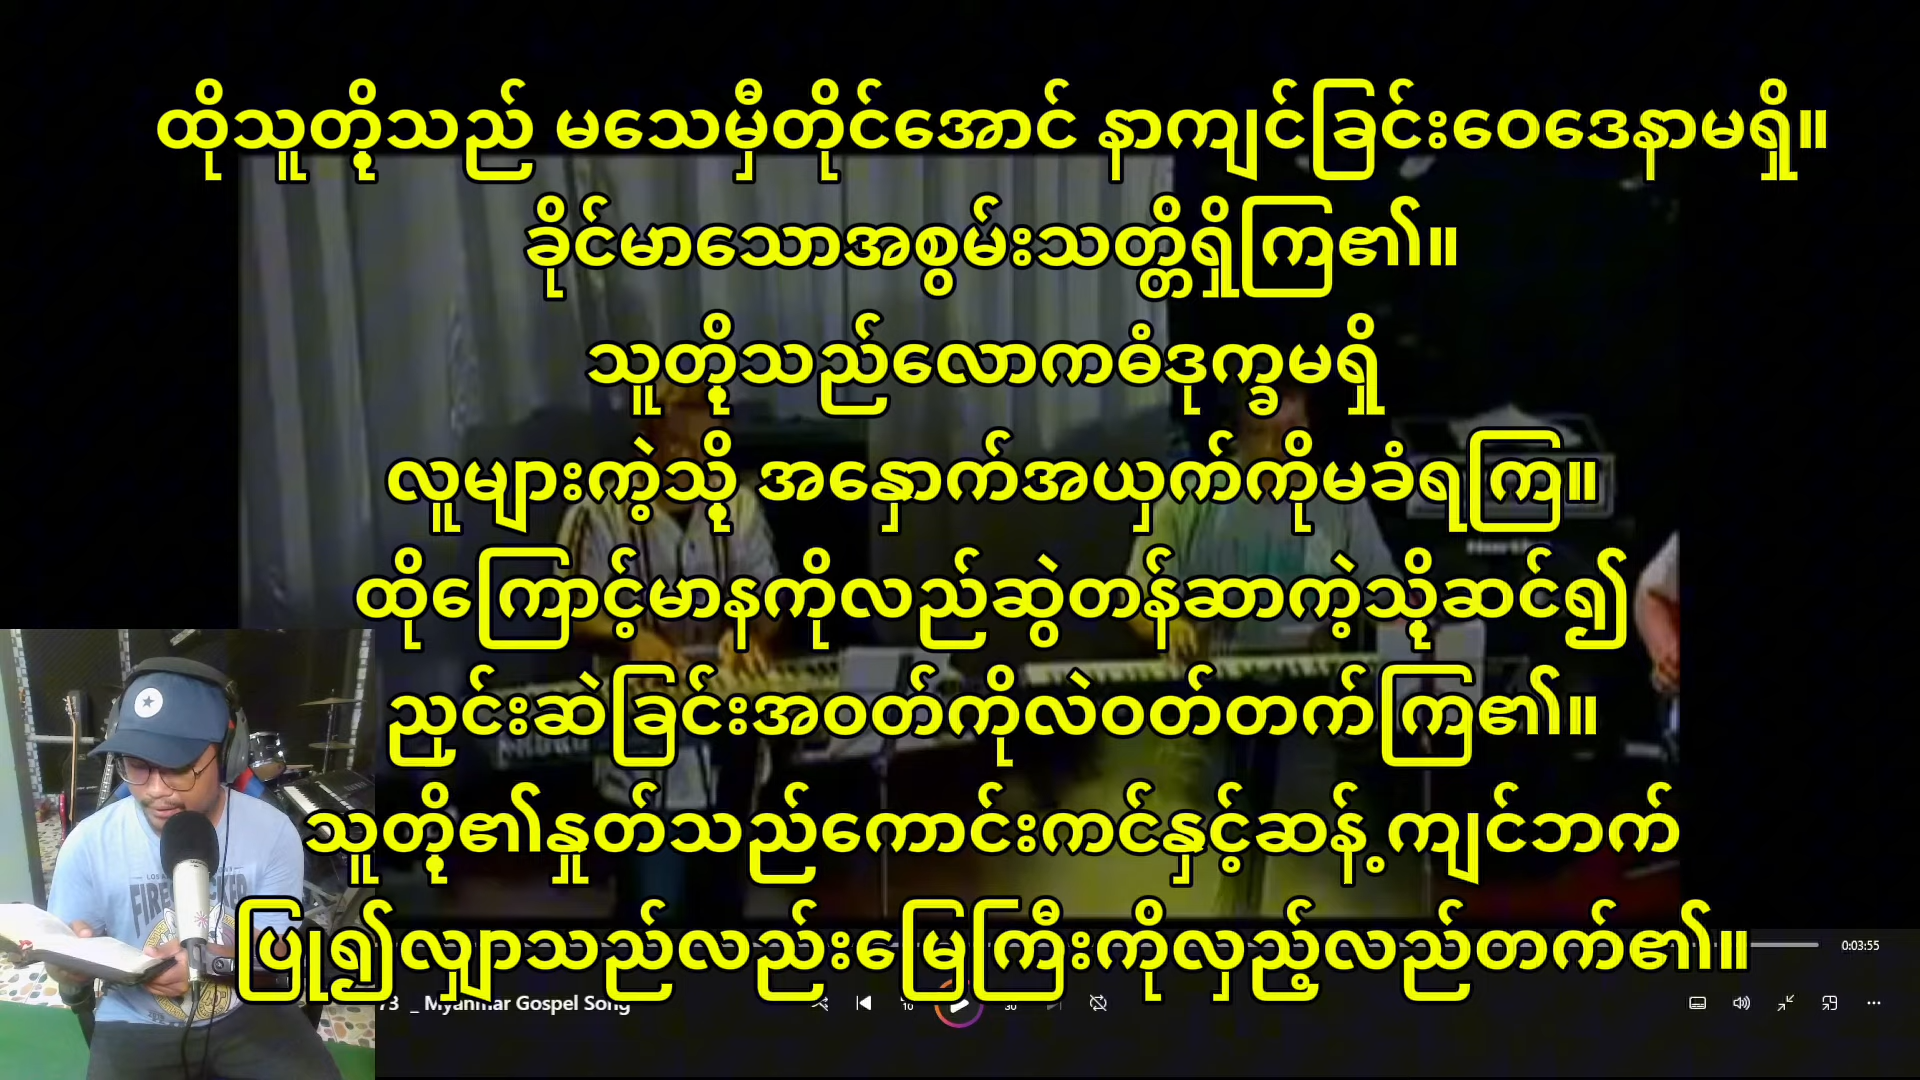 ထိုသူတို့သည် မသေမှီတိုင်အောင် နာကျင်ခြင်းဝေဒေနာမရှိ။
ခိုင်မာသောအစွမ်းသတ္တိရှိကြ၏။
သူတို့သည်လောကဓံဒုက္ခမရှိ
လူများကဲ့သို့ အနှောက်အယှက်ကိုမခံရကြ။
ထိုကြောင့်မာနကိုလည်ဆွဲတန်ဆာကဲ့သို့ဆင်၍
ညှင်းဆဲခြင်းအဝတ်ကိုလဲဝတ်တက်ကြ၏။
သူတို့၏နှုတ်သည်ကောင်းကင်နှင့်ဆန့်ကျင်ဘက်
ပြု၍လျှာသည်လည်းမြေကြီးကိုလှည့်လည်တက်၏။
0:03:55
73 _ Myanmar Gospel Song
10
30